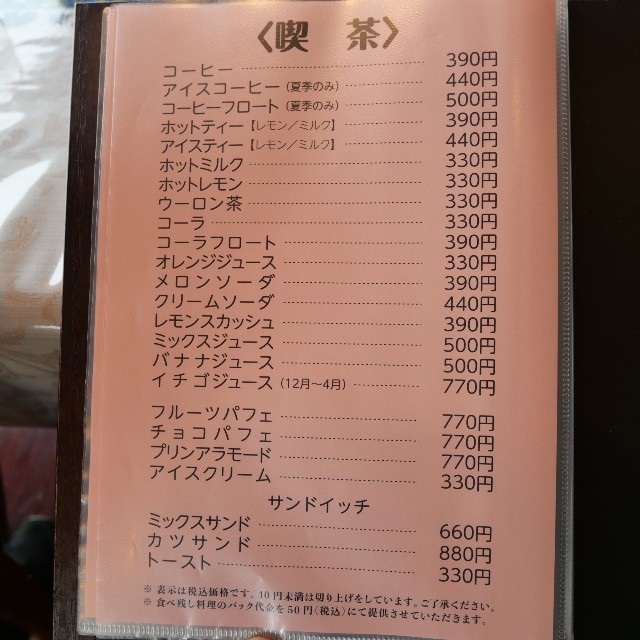 〈喫 茶〉
コーヒー 390円
アイスコーヒー(夏季のみ) 440円
コーヒーフロート(夏季のみ) 500円
ホットティー【レモン／ミルク】 390円
アイスティー【レモン／ミルク】 440円
ホットミルク 330円
ホットレモン 330円
ウーロン茶 330円
コーラ 330円
コーラフロート 390円
オレンジジュース 330円
メロンソーダ 390円
クリームソーダ 440円
レモンスカッシュ 390円
ミックスジュース 500円
バナナジュース 500円
イチゴジュース(12月～4月) 770円
フルーツパフェ 770円
チョコパフェ 770円
プリンアラモード 770円
アイスクリーム 330円
サンドイッチ
ミックスサンド 660円
カツサンド 880円
トースト 330円
※ 表示は税込価格です。10円未満は切り上げをしています。ご了承ください。
※ 食べ残し料理のパック代金を50円(税込)にて提供させていただきます。